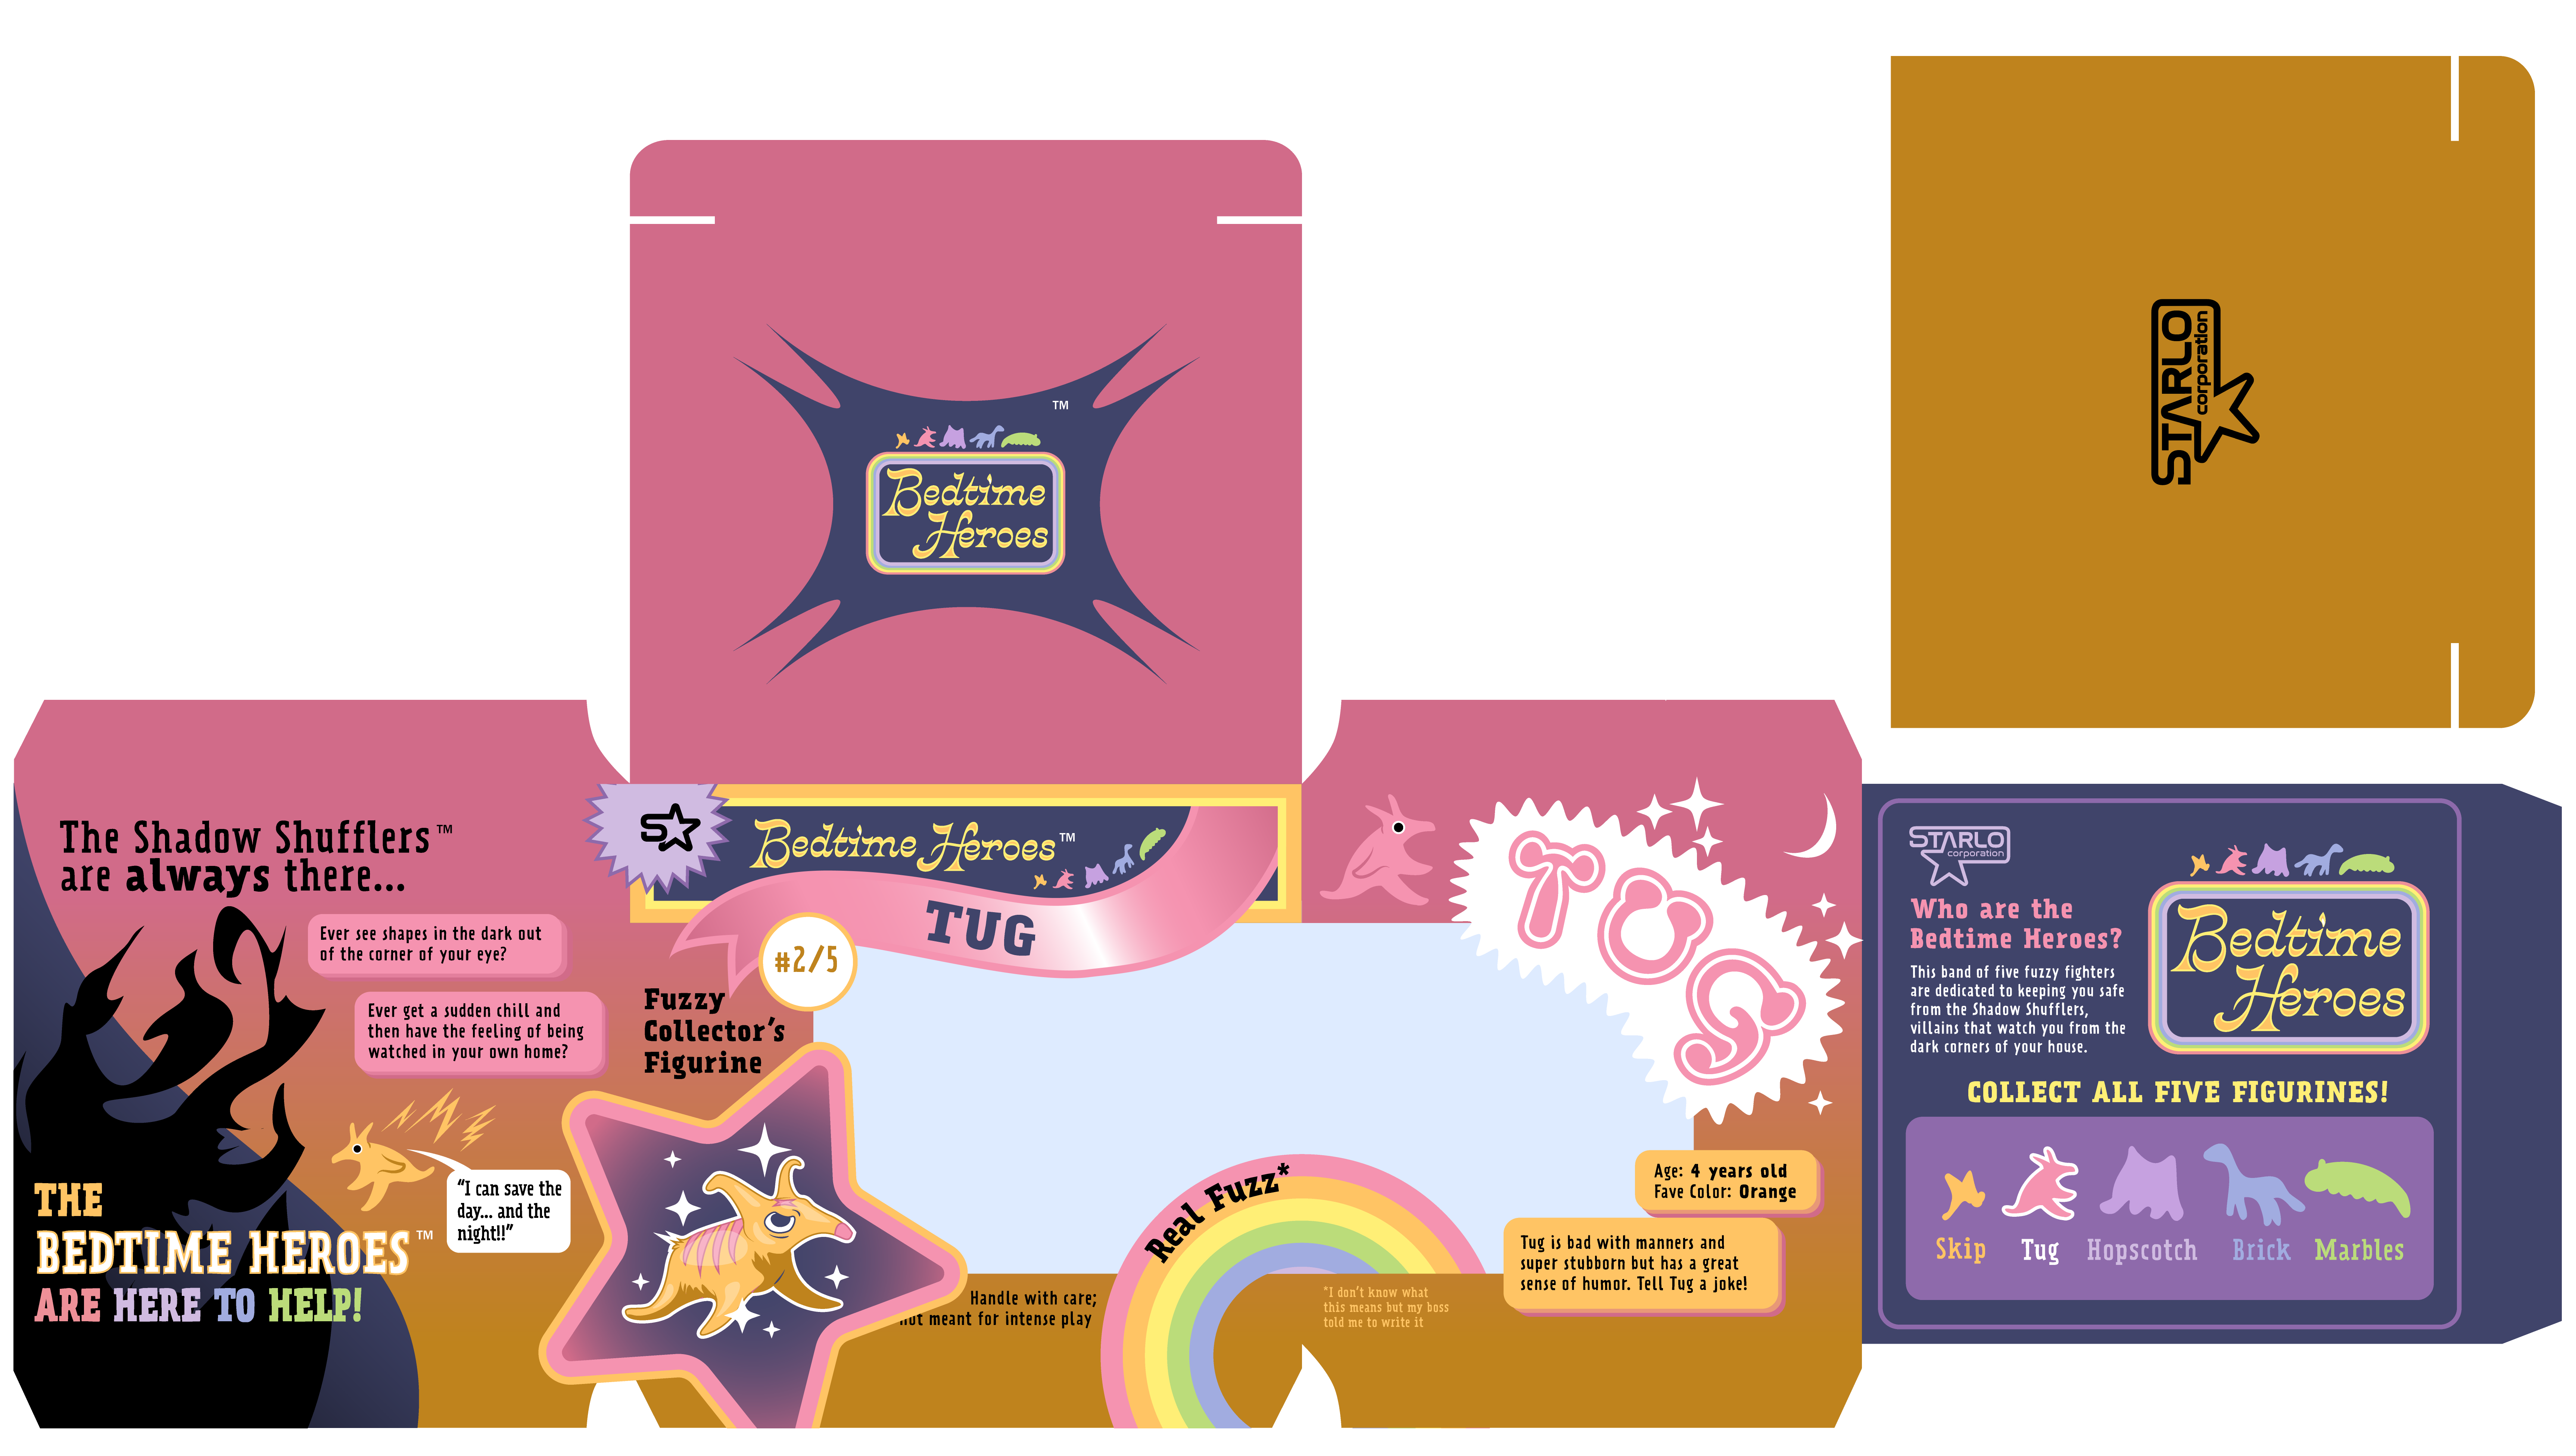 TM
Bedtime
Heroes
STARLO
corporation
The Shadow Shufflers™
are always there...
Ever see shapes in the dark out
of the corner of your eye?
Ever get a sudden chill and
then have the feeling of being
watched in your own home?
"I can save the
day... and the
night!!"
THE
BEDTIME HEROES™
ARE HERE TO HELP!
S
Bedtime Heroes™
TUG
#2/5
Fuzzy
Collector's
Figurine
Handle with care;
not meant for intense play
Real Fuzz*
*I don't know what
this means but my boss
told me to write it
TUG
Age: 4 years old
Fave Color: Orange
Tug is bad with manners and
super stubborn but has a great
sense of humor. Tell Tug a joke!
STARLO
corporation
Who are the
Bedtime Heroes?
This band of five fuzzy fighters
are dedicated to keeping you safe
from the Shadow Shufflers,
villains that watch you from the
dark corners of your house.
Bedtime
Heroes
COLLECT ALL FIVE FIGURINES!
Skip Tug Hopscotch Brick Marbles